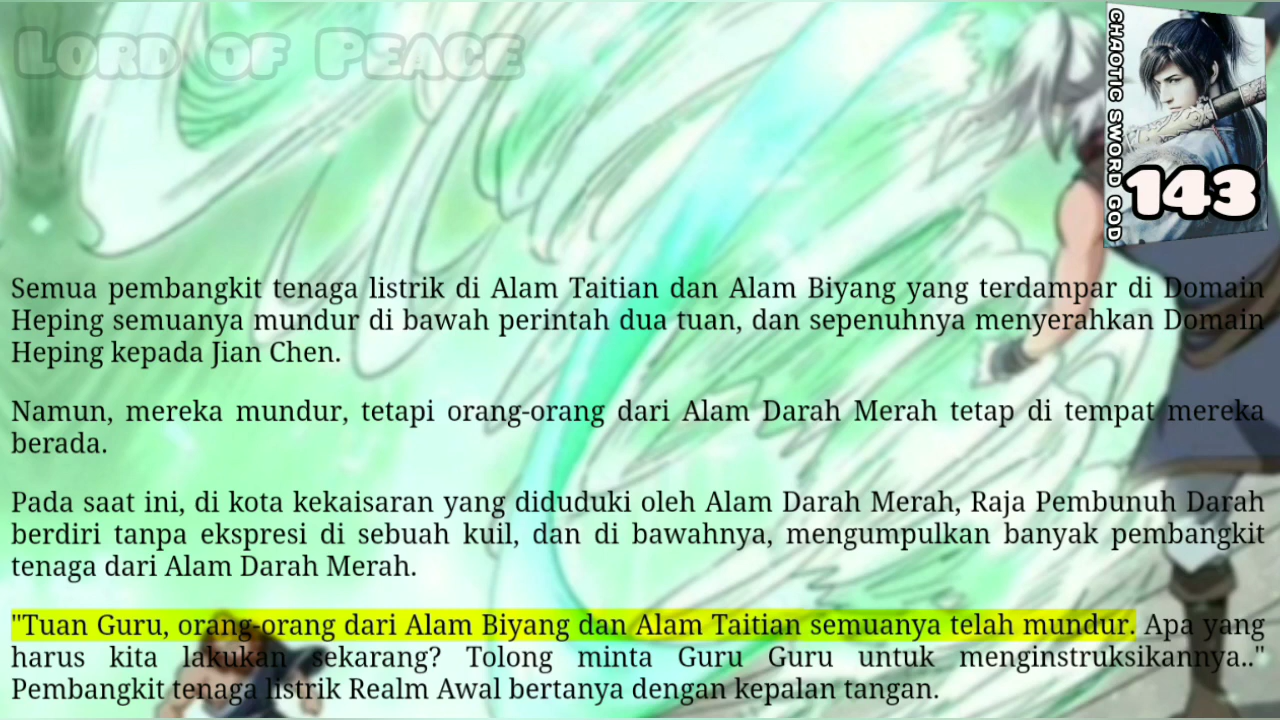 Lord of Peace
CHAOTIC SWORD GOD
143
Semua pembangkit tenaga listrik di Alam Taitian dan Alam Biyang yang terdampar di Domain
Heping semuanya mundur di bawah perintah dua tuan, dan sepenuhnya menyerahkan Domain
Heping kepada Jian Chen.
Namun, mereka mundur, tetapi orang-orang dari Alam Darah Merah tetap di tempat mereka
berada.
Pada saat ini, di kota kekaisaran yang diduduki oleh Alam Darah Merah, Raja Pembunuh Darah
berdiri tanpa ekspresi di sebuah kuil, dan di bawahnya, mengumpulkan banyak pembangkit
tenaga dari Alam Darah Merah.
"Tuan Guru, orang-orang dari Alam Biyang dan Alam Taitian semuanya telah mundur. Apa yang
harus kita lakukan sekarang? Tolong minta Guru Guru untuk menginstruksikannya.."
Pembangkit tenaga listrik Realm Awal bertanya dengan kepalan tangan.